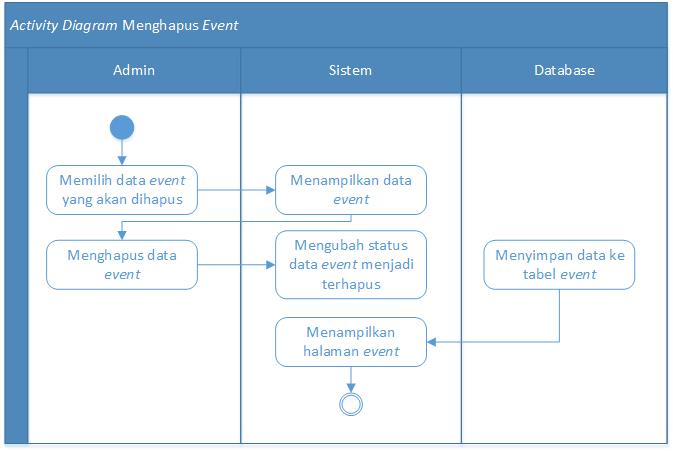 Activity Diagram Menghapus Event
Admin
Sistem
Database
Memilih data event
yang akan dihapus
Menampilkan data
event
Menghapus data
event
Mengubah status
data event menjadi
terhapus
Menyimpan data ke
tabel event
Menampilkan
halaman event